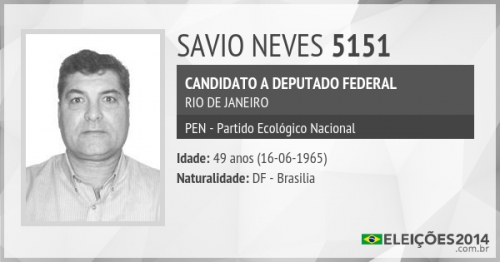 SAVIO NEVES 5151
CANDIDATO A DEPUTADO FEDERAL
RIO DE JANEIRO
PEN - Partido Ecológico Nacional
Idade: 49 anos (16-06-1965)
Naturalidade: DF - Brasilia
ELEIÇÕES2014
.com.br